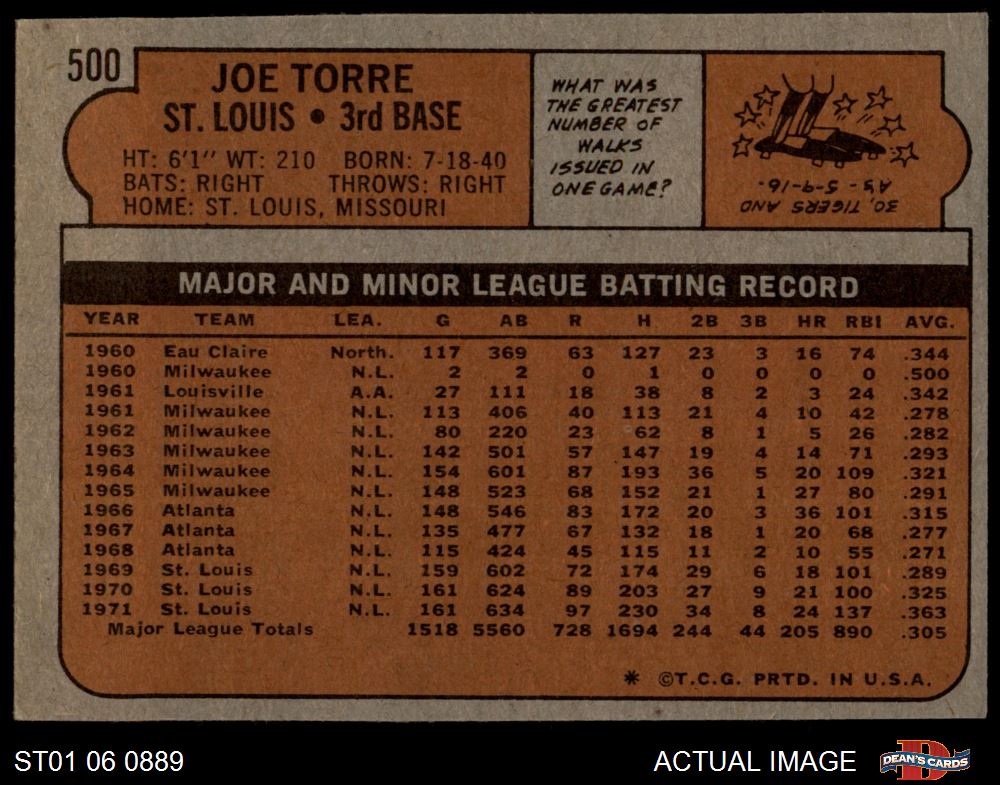 500
JOE TORRE
ST. LOUIS • 3rd BASE
HT: 6'1" WT: 210 BORN: 7-18-40
BATS: RIGHT THROWS: RIGHT
HOME: ST. LOUIS, MISSOURI
WHAT WAS
THE GREATEST
NUMBER OF
WALKS
ISSUED IN
ONE GAME?
30, TIGERS AND
A'S - 5-9-16.
MAJOR AND MINOR LEAGUE BATTING RECORD
YEAR TEAM LEA. G AB R H 2B 3B HR RBI AVG.
1960 Eau Claire North. 117 369 63 127 23 3 16 74 .344
1960 Milwaukee N.L. 2 2 0 1 0 0 0 0 .500
1961 Louisville A.A. 27 111 18 38 8 2 3 24 .342
1961 Milwaukee N.L. 113 406 40 113 21 4 10 42 .278
1962 Milwaukee N.L. 80 220 23 62 8 1 5 26 .282
1963 Milwaukee N.L. 142 501 57 147 19 4 14 71 .293
1964 Milwaukee N.L. 154 601 87 193 36 5 20 109 .321
1965 Milwaukee N.L. 148 523 68 152 21 1 27 80 .291
1966 Atlanta N.L. 148 546 83 172 20 3 36 101 .315
1967 Atlanta N.L. 135 477 67 132 18 1 20 68 .277
1968 Atlanta N.L. 115 424 45 115 11 2 10 55 .271
1969 St. Louis N.L. 159 602 72 174 29 6 18 101 .289
1970 St. Louis N.L. 161 624 89 203 27 9 21 100 .325
1971 St. Louis N.L. 161 634 97 230 34 8 24 137 .363
Major League Totals 1518 5560 728 1694 244 44 205 890 .305
* ©T.C.G. PRTD. IN U.S.A.
ST01 06 0889
ACTUAL IMAGE
D
DEAN'S CARDS